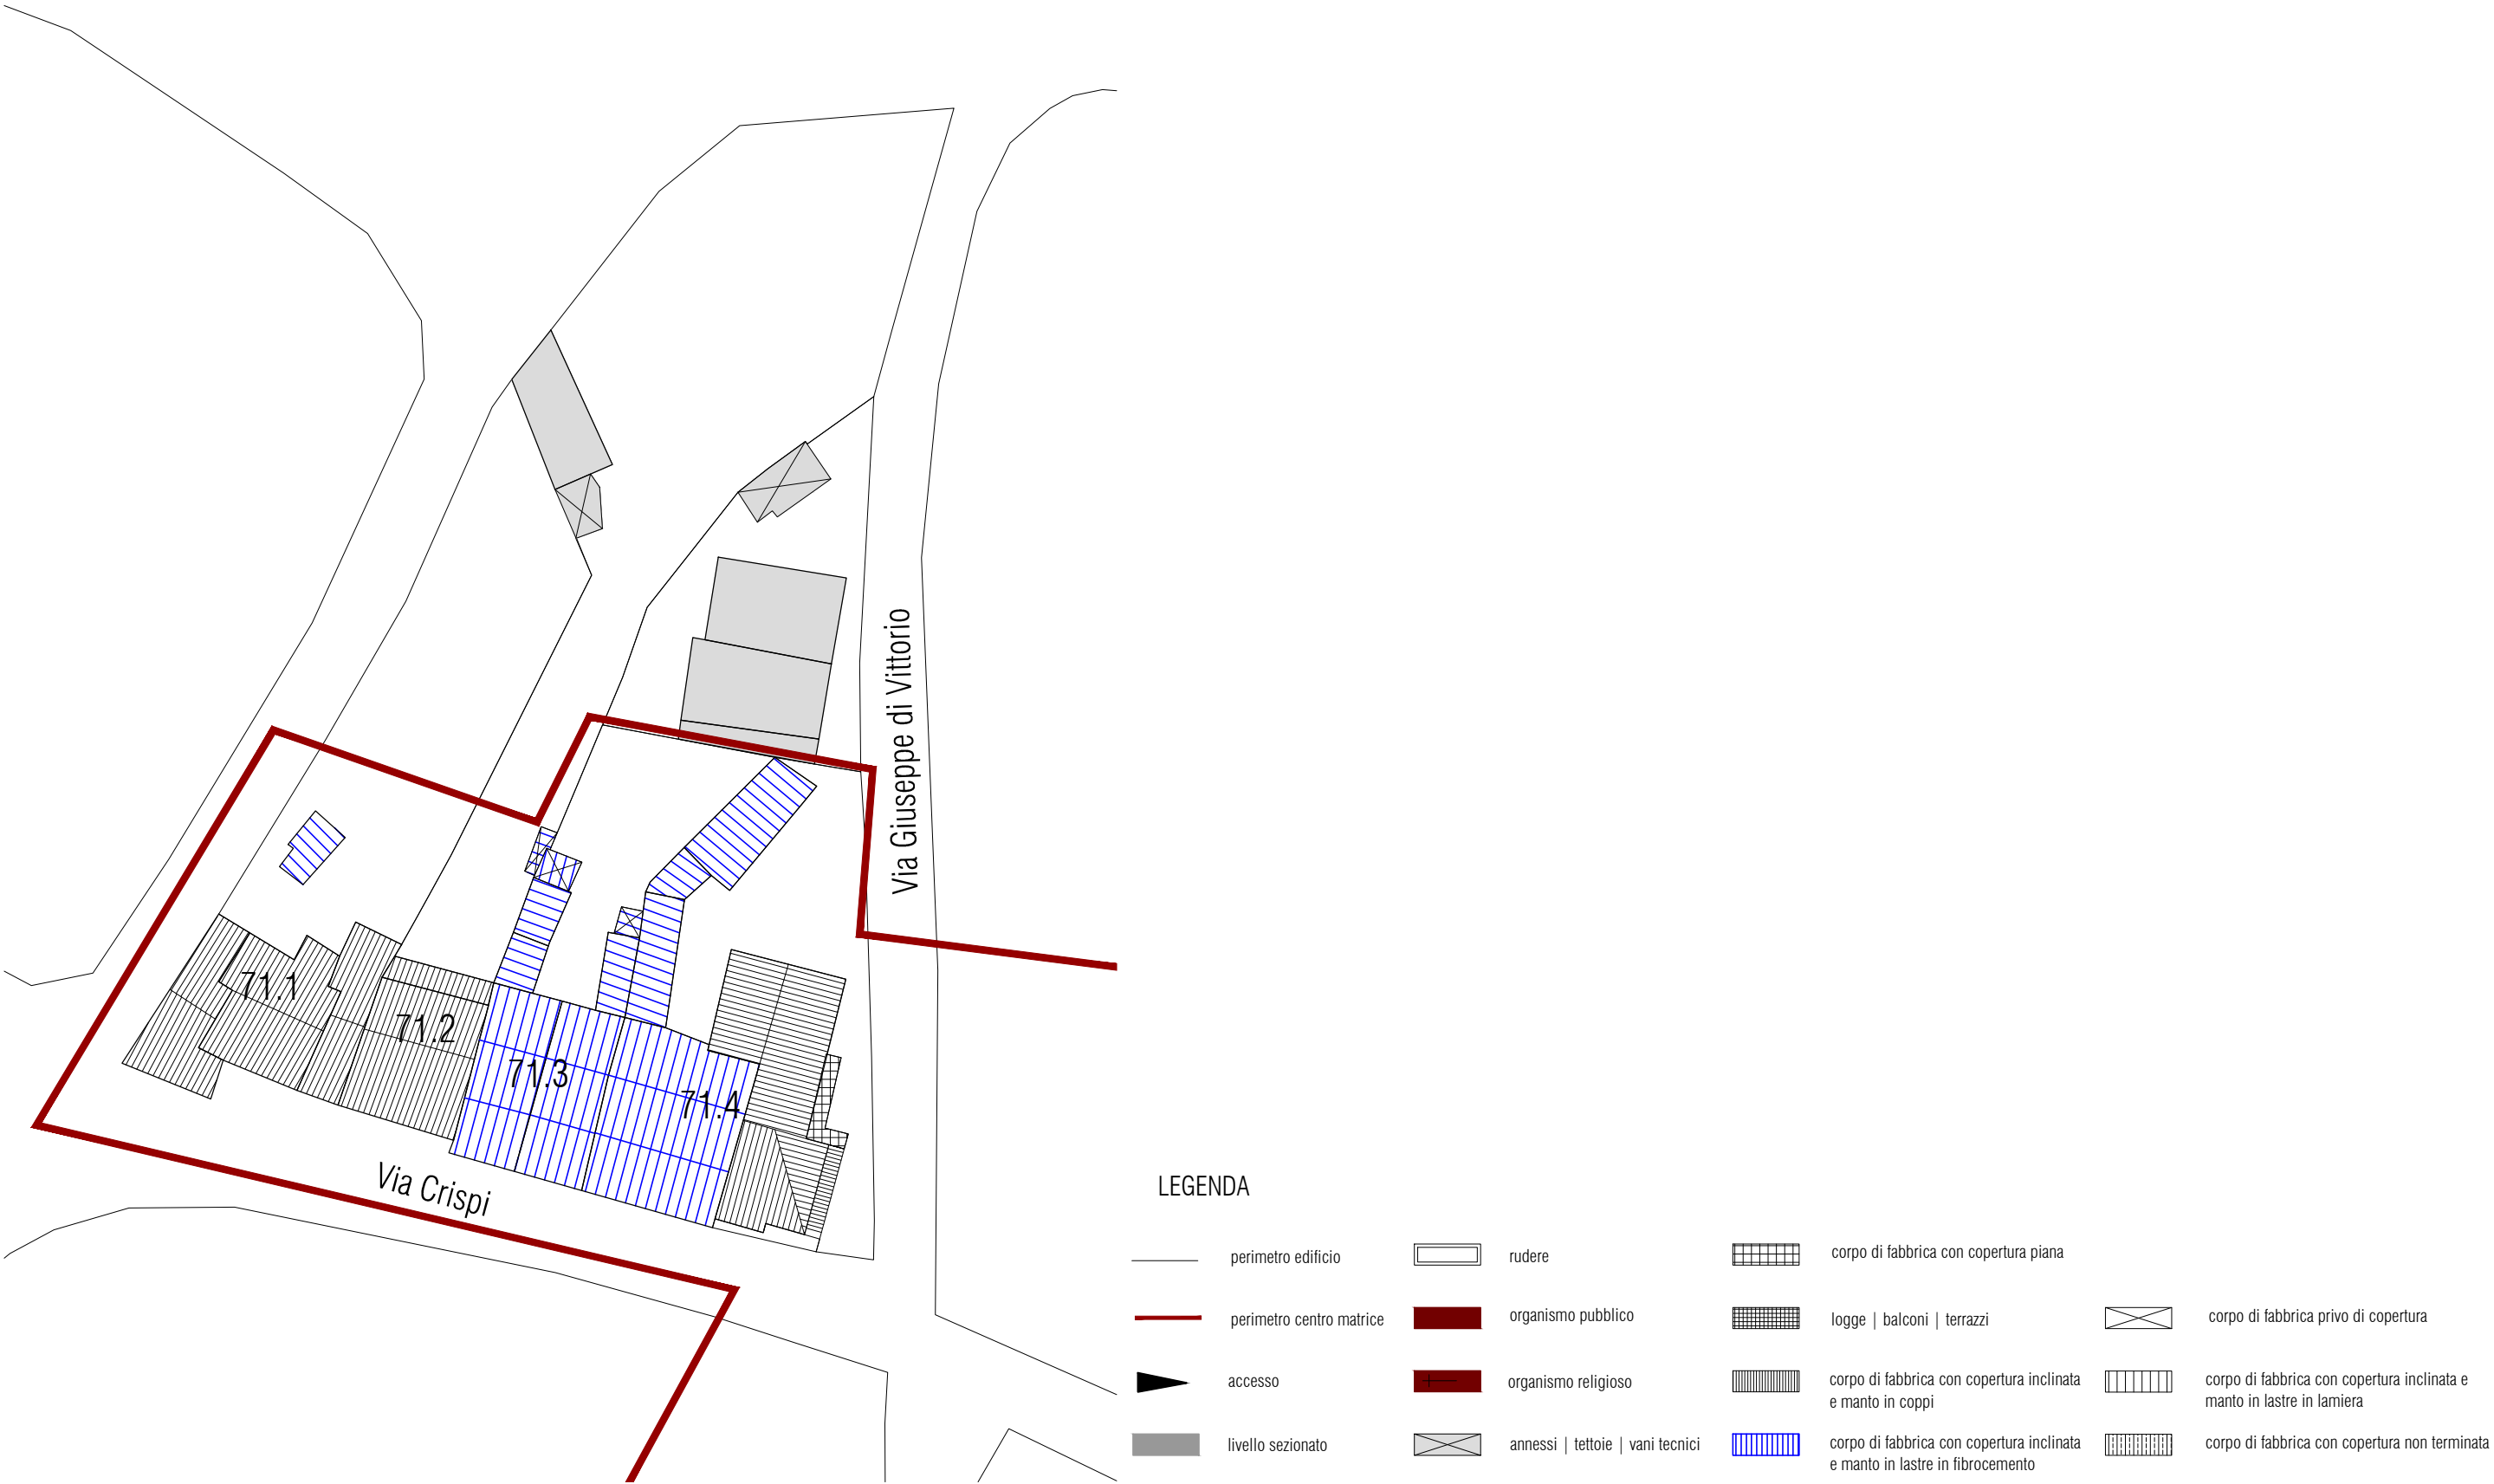 Via Giuseppe di Vittorio
71.1
71.2
71.3
71.4
Via Crispi
LEGENDA
perimetro edificio
perimetro centro matrice
accesso
livello sezionato
rudere
organismo pubblico
organismo religioso
annessi | tettoie | vani tecnici
corpo di fabbrica con copertura piana
logge | balconi | terrazzi
corpo di fabbrica con copertura inclinata
e manto in coppi
corpo di fabbrica con copertura inclinata
e manto in lastre in fibrocemento
corpo di fabbrica privo di copertura
corpo di fabbrica con copertura inclinata e
manto in lastre in lamiera
corpo di fabbrica con copertura non terminata